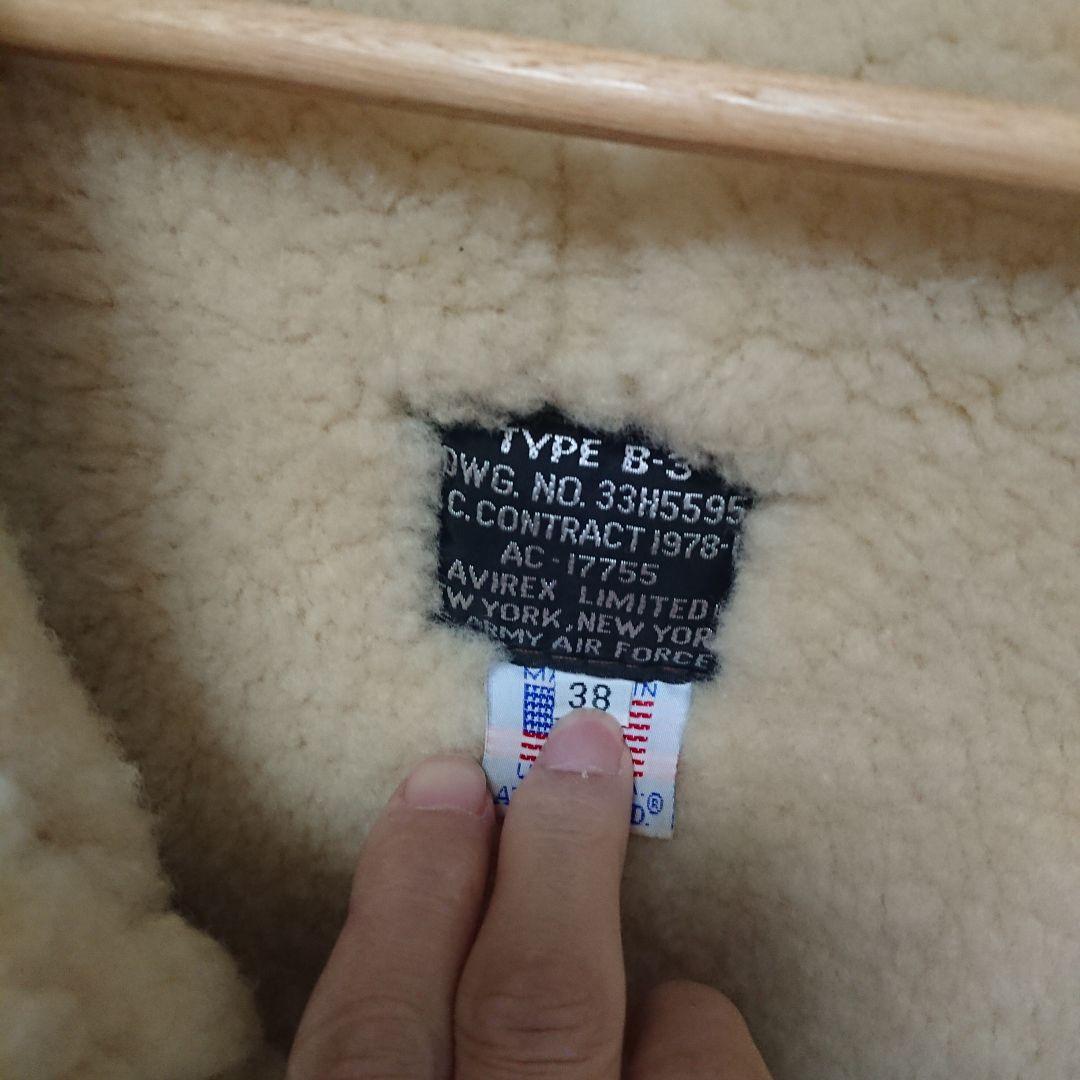 TYPE B-3
DWG. NO. 33H5595
C. CONTRACT 1978-
AC-17755
AVIREX LIMITED
W YORK, NEW YOR
ARMY AIR FORCE
38
®